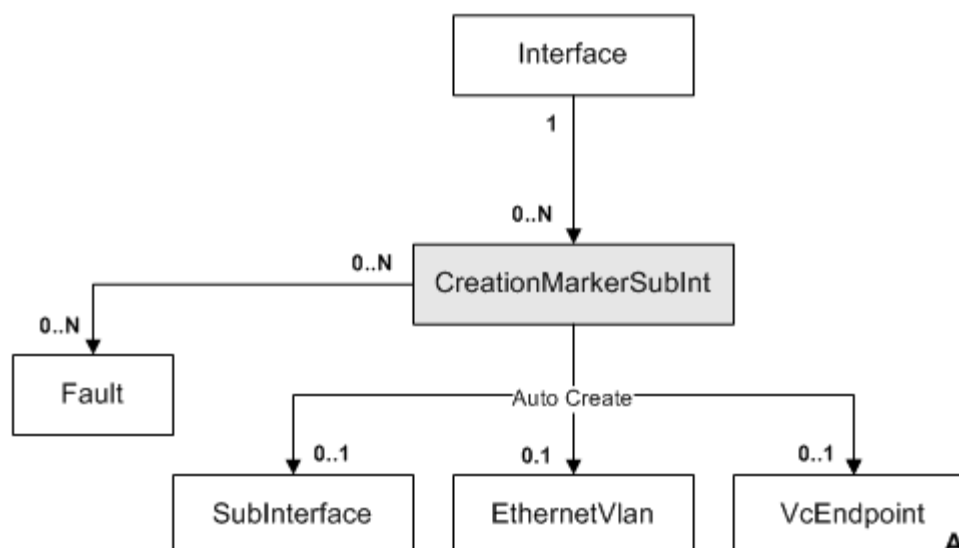 Interface
1
0..N
CreationMarkerSubInt
0..N
0..N
Fault
Auto Create
0..1
0.1
0..1
SubInterface
EthernetVlan
VcEndpoint
A